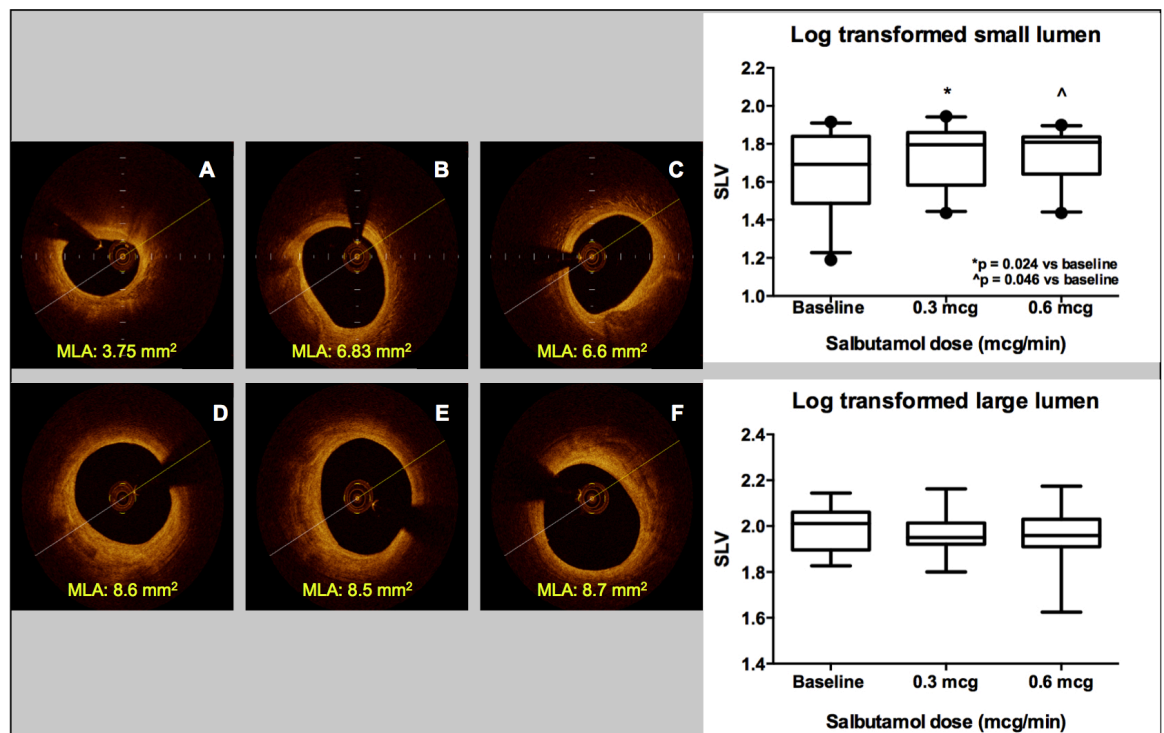 A
B
C
MLA: 3.75 mm²
MLA: 6.83 mm²
MLA: 6.6 mm²
D
E
F
MLA: 8.6 mm²
MLA: 8.5 mm²
MLA: 8.7 mm²
Log transformed small lumen
2.2
2.0
1.8
1.6
1.4
1.2
1.0
SLV
*
^
*p = 0.024 vs baseline
^p = 0.046 vs baseline
Baseline 0.3 mcg 0.6 mcg
Salbutamol dose (mcg/min)
Log transformed large lumen
2.4
2.2
2.0
1.8
1.6
1.4
SLV
Baseline 0.3 mcg 0.6 mcg
Salbutamol dose (mcg/min)